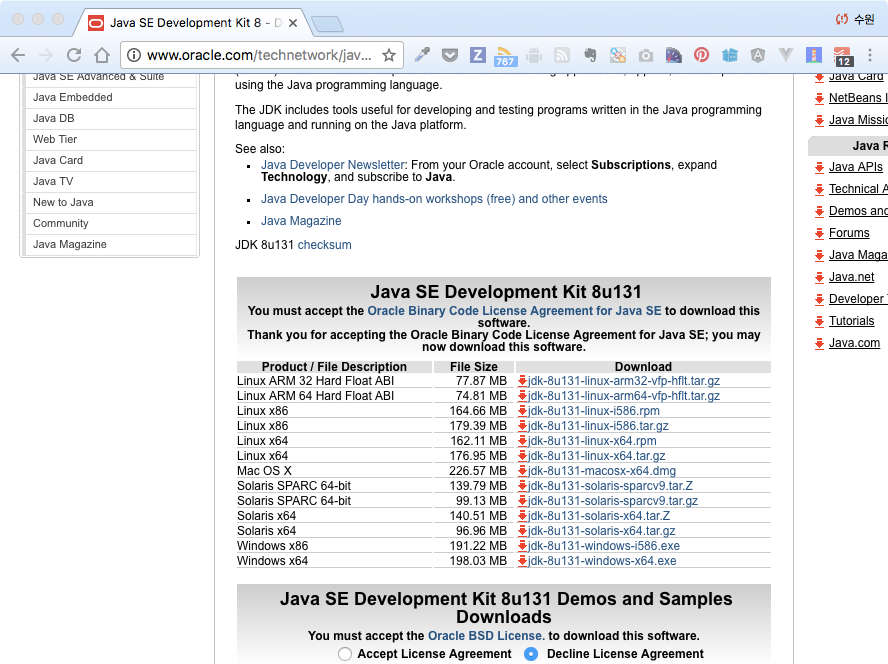 Java SE Development Kit 8 - D
수원
www.oracle.com/technetwork/jav...
767
12
Java SE Advanced & Suite
Java Embedded
Java DB
Web Tier
Java Card
Java TV
New to Java
Community
Java Magazine
using the Java programming language.
The JDK includes tools useful for developing and testing programs written in the Java programming
language and running on the Java platform.
See also:
Java Developer Newsletter: From your Oracle account, select Subscriptions, expand
Technology, and subscribe to Java.
Java Developer Day hands-on workshops (free) and other events
Java Magazine
JDK 8u131 checksum
Java SE Development Kit 8u131
You must accept the Oracle Binary Code License Agreement for Java SE to download this
software.
Thank you for accepting the Oracle Binary Code License Agreement for Java SE; you may
now download this software.
Product / File Description File Size Download
Linux ARM 32 Hard Float ABI 77.87 MB jdk-8u131-linux-arm32-vfp-hflt.tar.gz
Linux ARM 64 Hard Float ABI 74.81 MB jdk-8u131-linux-arm64-vfp-hflt.tar.gz
Linux x86 164.66 MB jdk-8u131-linux-i586.rpm
Linux x86 179.39 MB jdk-8u131-linux-i586.tar.gz
Linux x64 162.11 MB jdk-8u131-linux-x64.rpm
Linux x64 176.95 MB jdk-8u131-linux-x64.tar.gz
Mac OS X 226.57 MB jdk-8u131-macosx-x64.dmg
Solaris SPARC 64-bit 139.79 MB jdk-8u131-solaris-sparcv9.tar.Z
Solaris SPARC 64-bit 99.13 MB jdk-8u131-solaris-sparcv9.tar.gz
Solaris x64 140.51 MB jdk-8u131-solaris-x64.tar.Z
Solaris x64 96.96 MB jdk-8u131-solaris-x64.tar.gz
Windows x86 191.22 MB jdk-8u131-windows-i586.exe
Windows x64 198.03 MB jdk-8u131-windows-x64.exe
Java SE Development Kit 8u131 Demos and Samples
Downloads
You must accept the Oracle BSD License. to download this software.
Accept License Agreement Decline License Agreement
Java Card
NetBeans I
Java Missio
Java R
Java APIs
Technical A
Demos and
Forums
Java Maga
Java.net
Developer T
Tutorials
Java.com